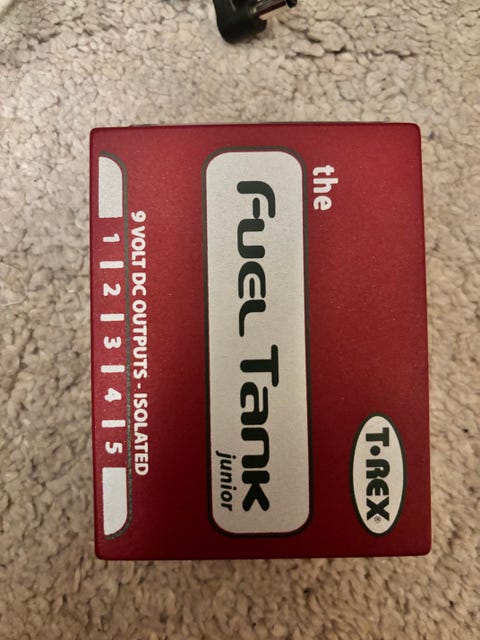 the
T-REX®
FUEL TANK
junior
9 VOLT DC OUTPUTS - ISOLATED
1 | 2 | 3 | 4 | 5